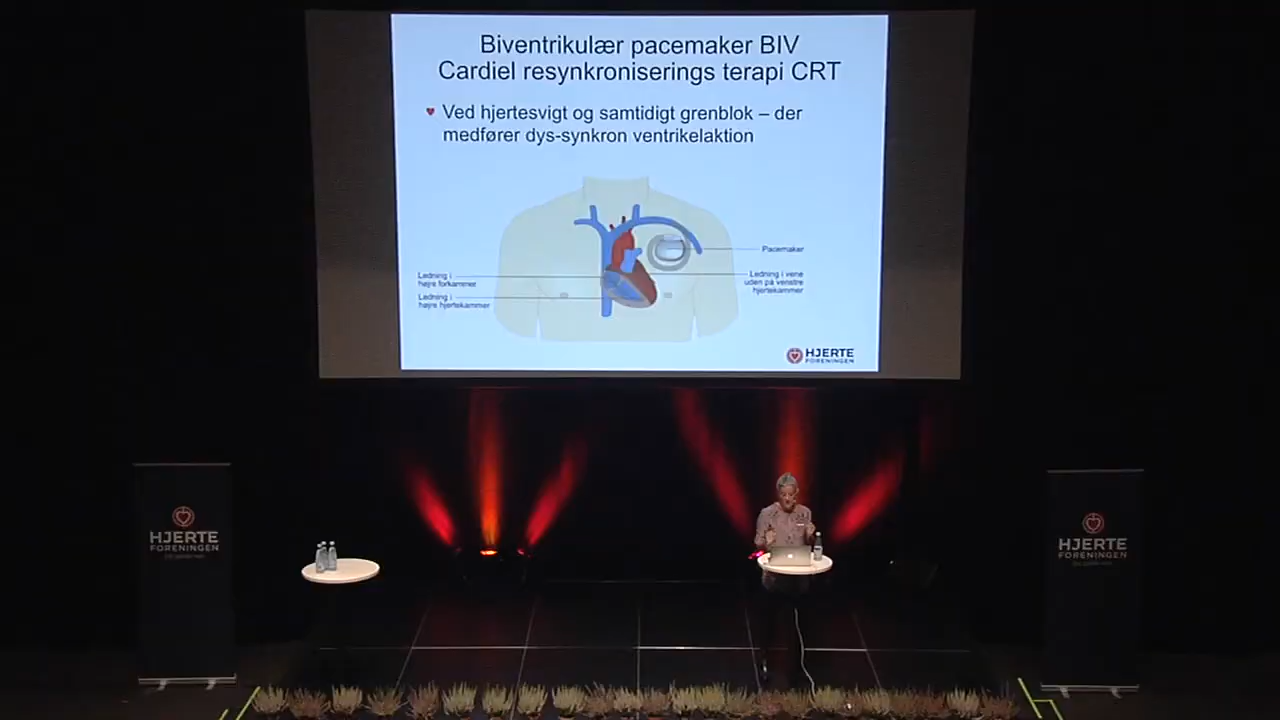 Biventrikulær pacemaker BIV
Cardiel resynkroniserings terapi CRT
Ved hjertesvigt og samtidigt grenblok – der
medfører dys-synkron ventrikelaktion
Pacemaker
Ledning i
højre forkammer
Ledning i vene
uden på venstre
hjertekammer
Ledning i
højre hjertekammer
HJERTE
FORENINGEN
HJERTE
FORENINGEN
HJERTE
FORENINGEN